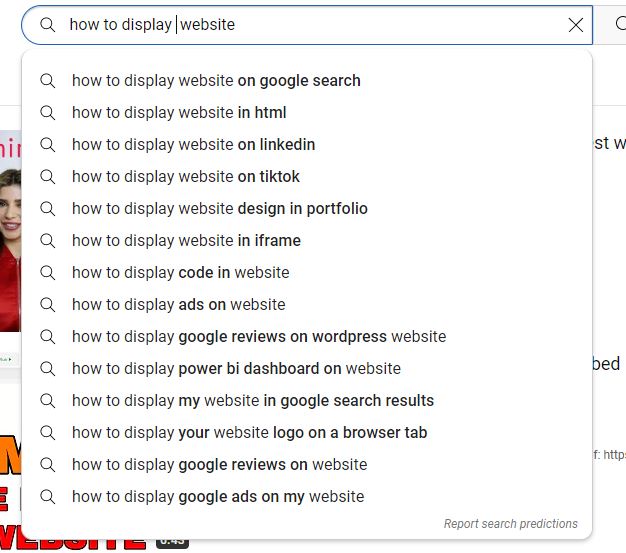 how to display website
how to display website on google search
how to display website in html
how to display website on linkedin
how to display website on tiktok
how to display website design in portfolio
how to display website in iframe
how to display code in website
how to display ads on website
how to display google reviews on wordpress website
how to display power bi dashboard on website
how to display my website in google search results
how to display your website logo on a browser tab
how to display google reviews on website
how to display google ads on my website
Report search predictions
st w
bed
f: https
WEBSITE